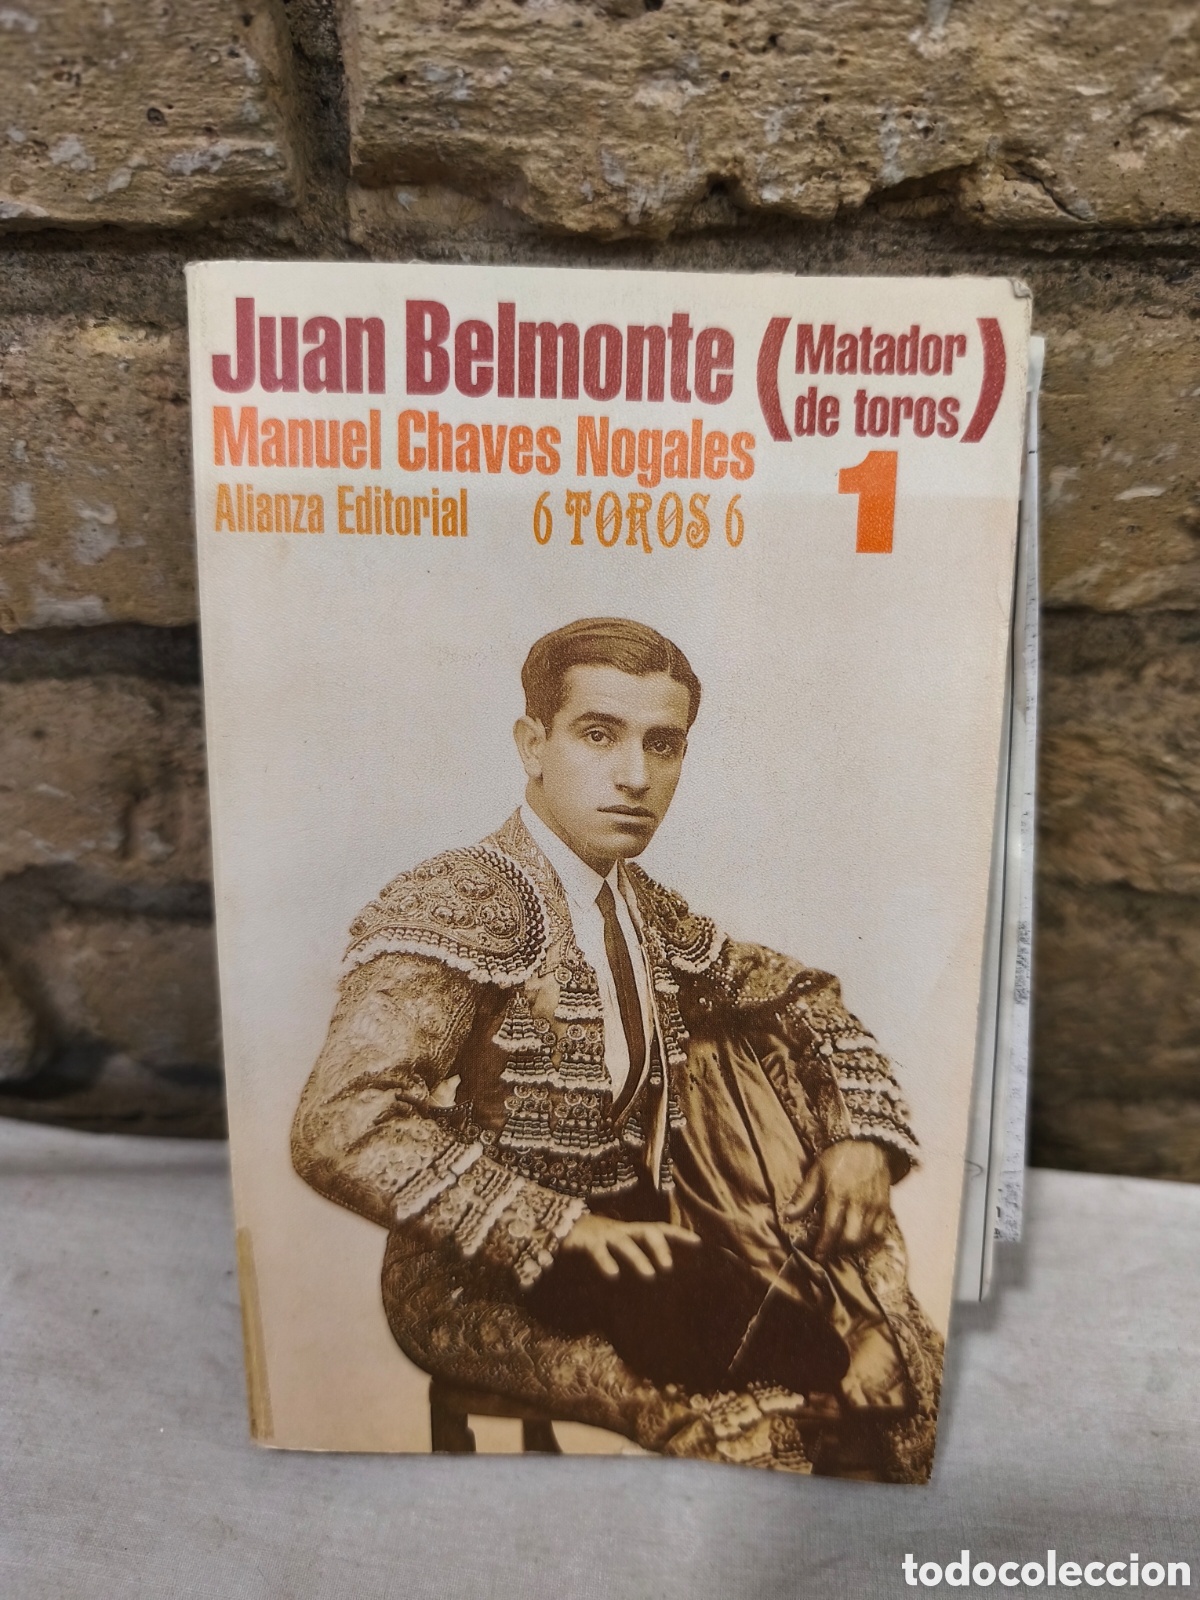 Juan Belmonte (Matador de toros)
Manuel Chaves Nogales
1
Alianza Editorial 6 TOROS 6
todocoleccion